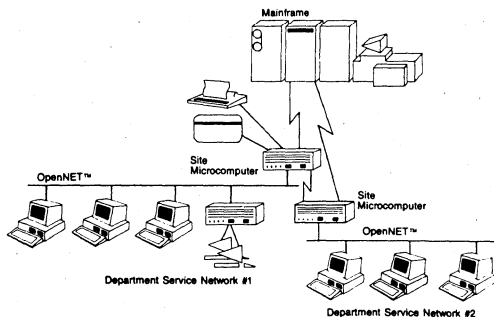 Mainframe
Site
Microcomputer
OpenNET™
Site
Microcomputer
OpenNET™
Department Service Network #1
Department Service Network #2